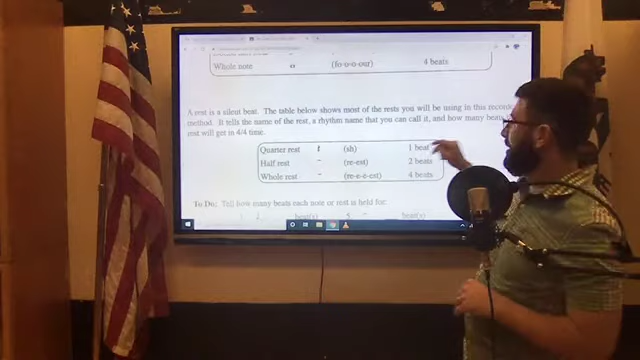 Whole note o (fo-o-o-our) 4 beats
A rest is a silent beat. The table below shows most of the rests you will be using in this record
method. It tells the name of the rest, a rhythm name that you can call it, and how many beats
rest will get in 4/4 time.
Quarter rest (sh) 1 beat
Half rest (re-est) 2 beats
Whole rest (re-e-e-est) 4 beats
To Do: Tell how many beats each note or rest is held for:
beat(s) 5 beat(s)